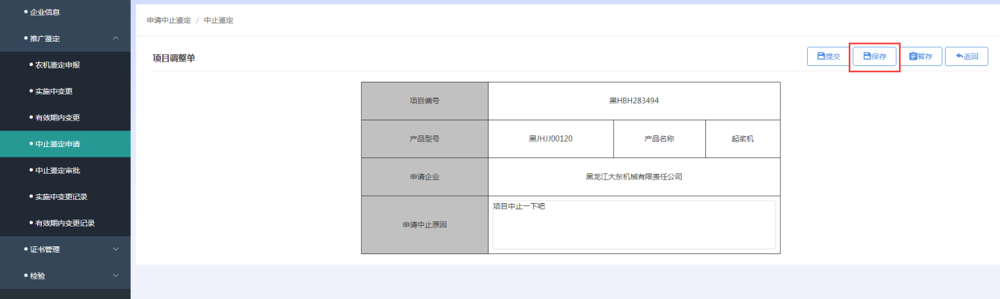 企业信息
推广鉴定
农机鉴定申报
实施中变更
有效期内变更
中止鉴定申请
中止鉴定审批
实施中变更记录
有效期内变更记录
证书管理
检验
申请中止鉴定 / 中止鉴定
项目调整单
提交 保存 暂存 返回
项目编号 黑HBH283494
产品型号 黑JHJJ00120 产品名称 起浆机
申请企业 黑龙江大东机械有限责任公司
申请中止原因 项目中止一下吧